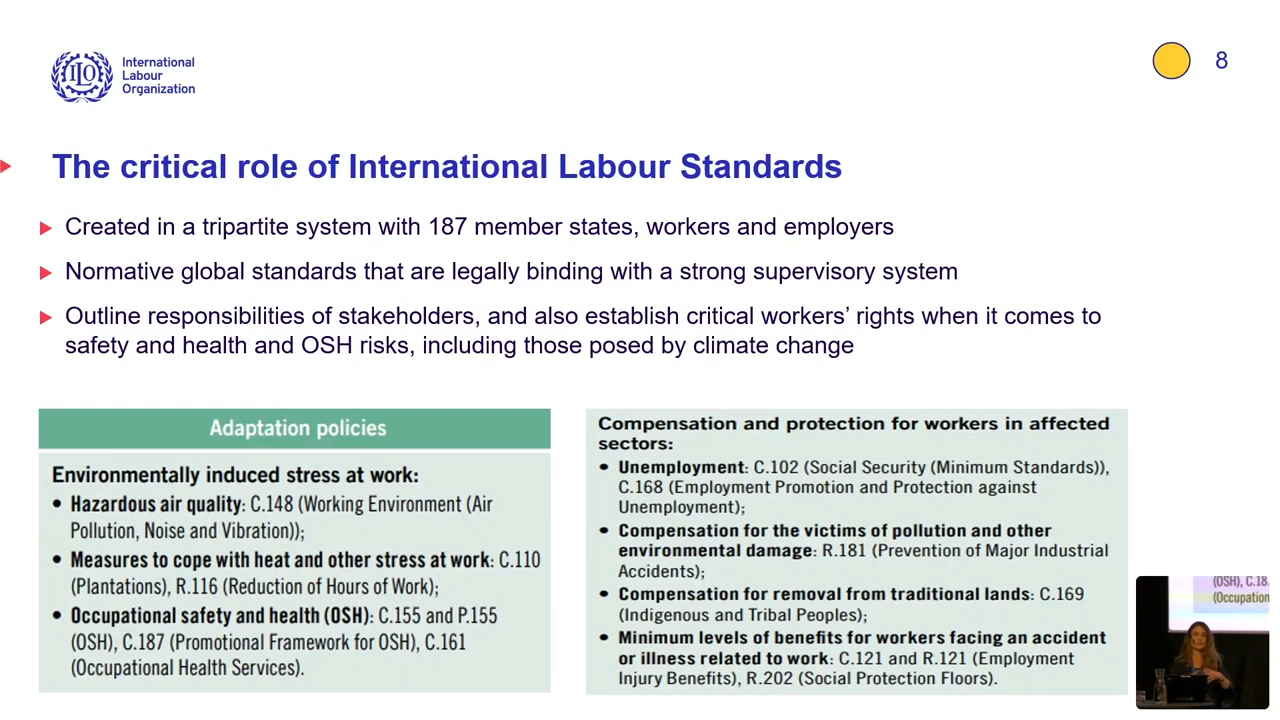 International
Labour
Organization
ILO
8
The critical role of International Labour Standards
Created in a tripartite system with 187 member states, workers and employers
Normative global standards that are legally binding with a strong supervisory system
Outline responsibilities of stakeholders, and also establish critical workers’ rights when it comes to
safety and health and OSH risks, including those posed by climate change
Adaptation policies
Environmentally induced stress at work:
• Hazardous air quality: C.148 (Working Environment (Air
Pollution, Noise and Vibration));
• Measures to cope with heat and other stress at work: C.110
(Plantations), R.116 (Reduction of Hours of Work);
• Occupational safety and health (OSH): C.155 and P.155
(OSH), C.187 (Promotional Framework for OSH), C.161
(Occupational Health Services).
Compensation and protection for workers in affected
sectors:
• Unemployment: C.102 (Social Security (Minimum Standards)),
C.168 (Employment Promotion and Protection against
Unemployment);
• Compensation for the victims of pollution and other
environmental damage: R.181 (Prevention of Major Industrial
Accidents);
• Compensation for removal from traditional lands: C.169
(Indigenous and Tribal Peoples);
• Minimum levels of benefits for workers facing an accident
or illness related to work: C.121 and R.121 (Employment
Injury Benefits), R.202 (Social Protection Floors).
(OSH), C.18
(Occupation